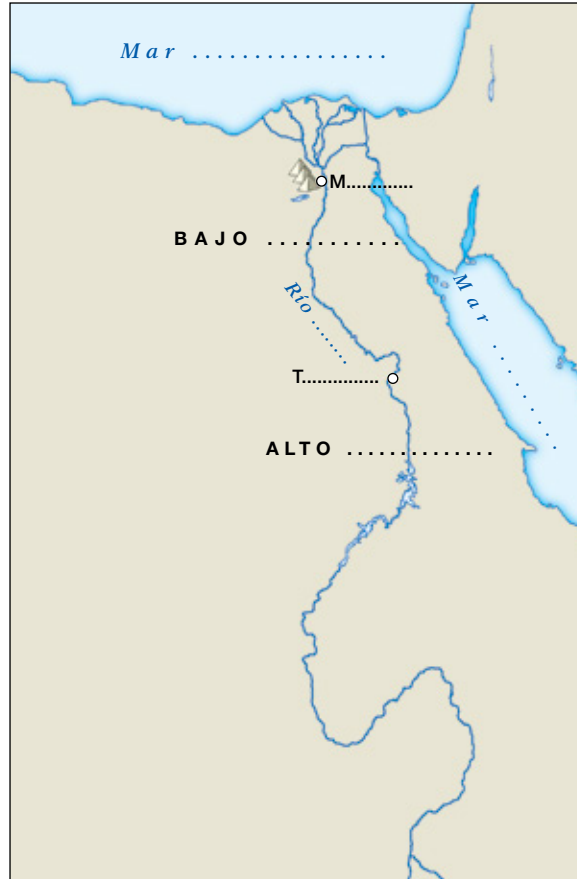 Mar ................
M.............
BAJO ...........
Río ........
Mar ...........
T...............
ALTO ..............